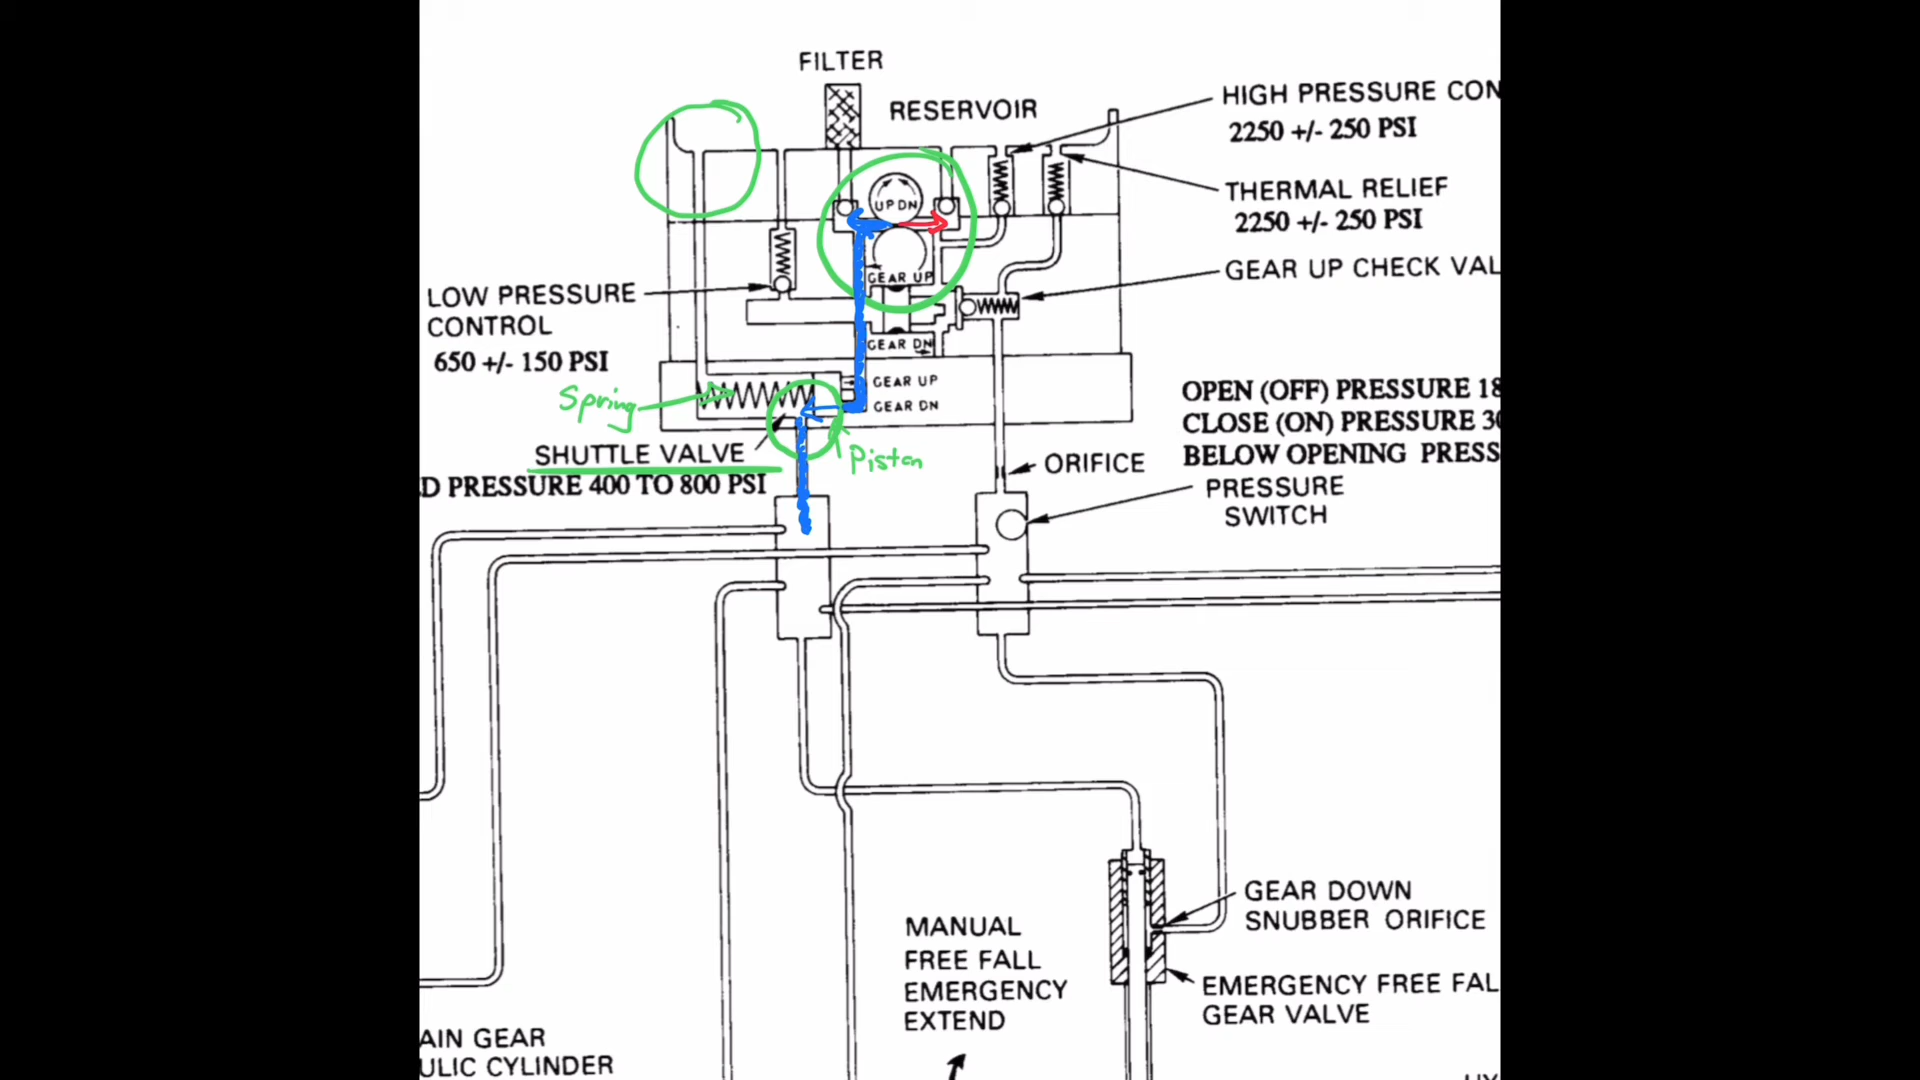 FILTER
RESERVOIR
HIGH PRESSURE CON
2250 +/- 250 PSI
THERMAL RELIEF
2250 +/- 250 PSI
UP DN
GEAR UP CHECK VAL
GEAR UP
LOW PRESSURE
CONTROL
650 +/- 150 PSI
GEAR DN
Spring
GEAR UP
GEAR DN
OPEN (OFF) PRESSURE 18
CLOSE (ON) PRESSURE 30
BELOW OPENING PRESS
SHUTTLE VALVE
Piston
ORIFICE
D PRESSURE 400 TO 800 PSI
PRESSURE
SWITCH
GEAR DOWN
SNUBBER ORIFICE
MANUAL
FREE FALL
EMERGENCY
EXTEND
EMERGENCY FREE FAL
GEAR VALVE
AIN GEAR
ULIC CYLINDER